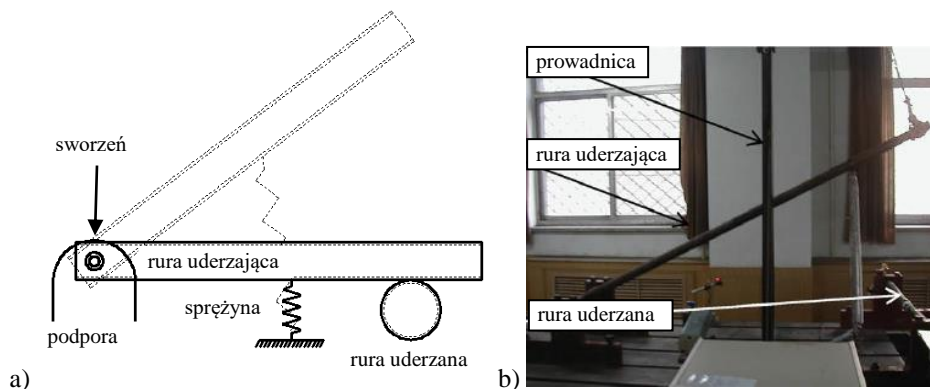 sworzeń
rura uderzająca
sprężyna
podpora
rura uderzana
a)
prowadnica
rura uderzająca
rura uderzana
b)